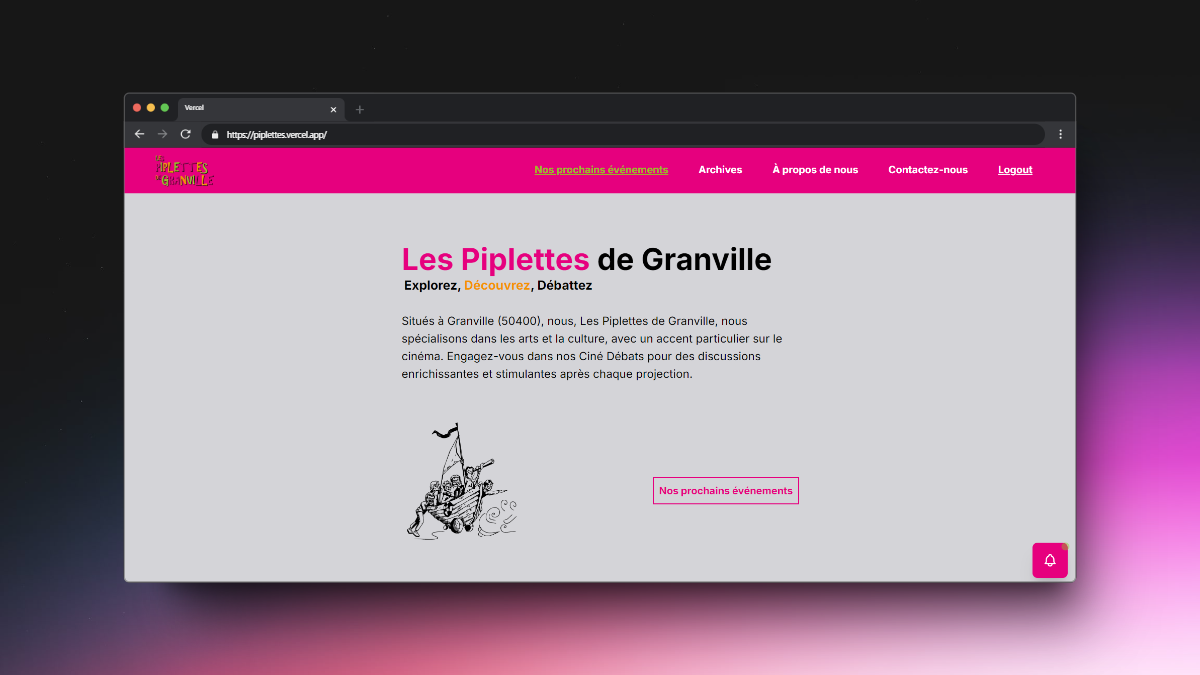 Vercel
https://piplettes.vercel.app/
LES
PIPLETTES
DE GRANVILLE
Nos prochains événements
Archives
À propos de nous
Contactez-nous
Logout
Les Piplettes de Granville
Explorez, Découvrez, Débattez
Situés à Granville (50400), nous, Les Piplettes de Granville, nous
spécialisons dans les arts et la culture, avec un accent particulier sur le
cinéma. Engagez-vous dans nos Ciné Débats pour des discussions
enrichissantes et stimulantes après chaque projection.
Nos prochains événements